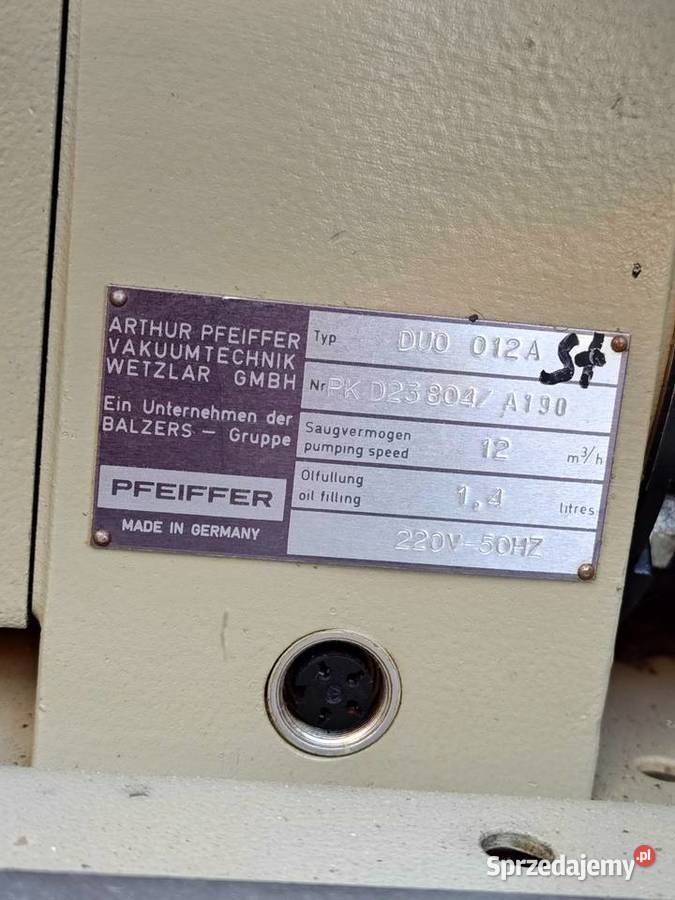 ARTHUR PFEIFFER
VAKUUMTECHNIK
WETZLAR GMBH
Ein Unternehmen der
BALZERS – Gruppe
PFEIFFER
MADE IN GERMANY
Typ DUO 012A
Nr PK D23 804/ A190
Saugvermogen
pumping speed 12 m³/h
Olfullung
oil filling 1,4 litres
220V-50HZ
Sprzedajemy.pl